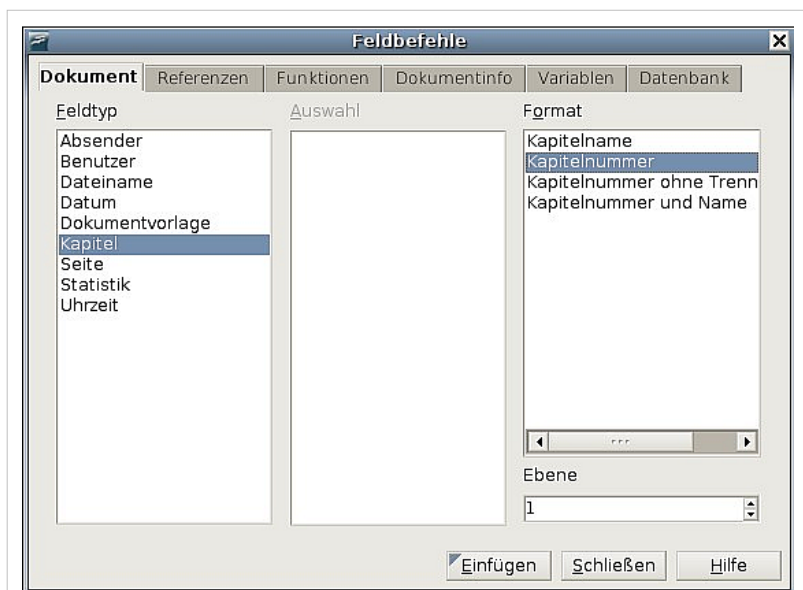 Feldbefehle
Dokument Referenzen Funktionen Dokumentinfo Variablen Datenbank
Feldtyp
Absender
Benutzer
Dateiname
Datum
Dokumentvorlage
Kapitel
Seite
Statistik
Uhrzeit
Auswahl
Format
Kapitelname
Kapitelnummer
Kapitelnummer ohne Trenn
Kapitelnummer und Name
Ebene
1
Einfügen Schließen Hilfe